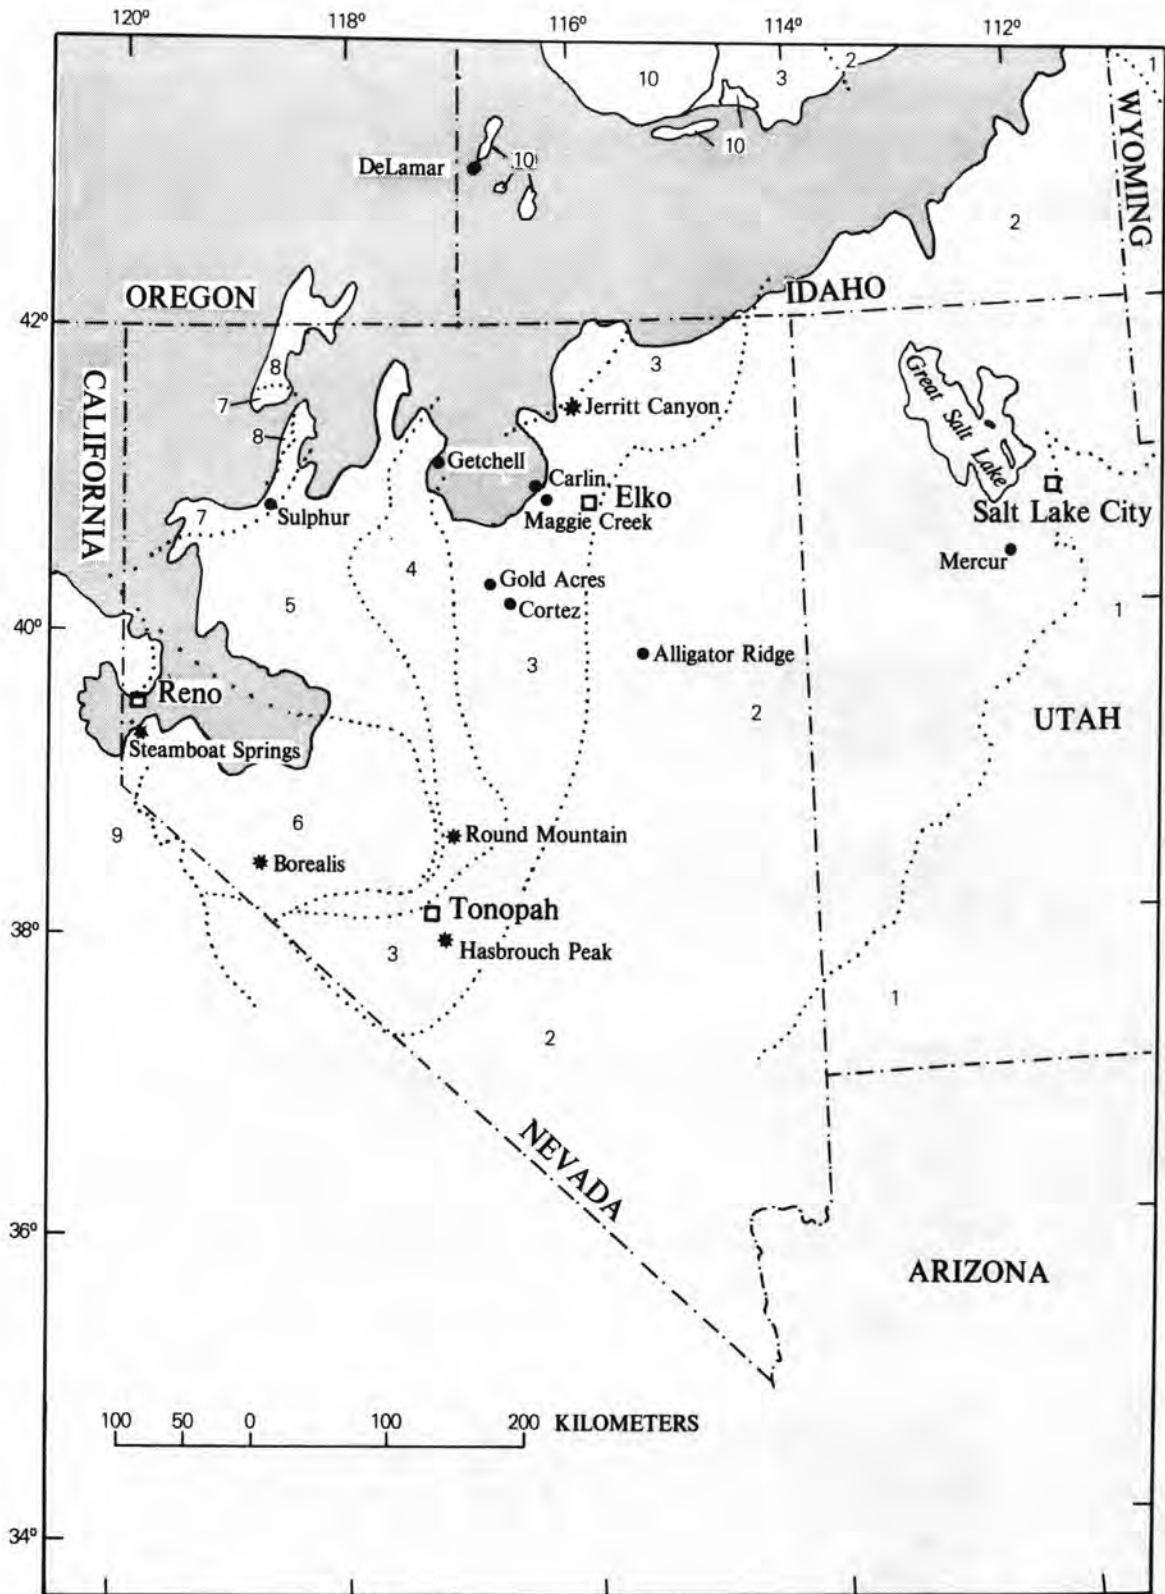 120° 118° 116° 114° 112°
10 3 2 1
10
DeLamar 10
WYOMING
2
OREGON IDAHO
42°
CALIFORNIA
8 3
7 Jerritt Canyon
8
Great Salt Lake
Getchell
Carlin
Elko
7 Sulphur Maggie Creek Salt Lake City
Mercur
4 Gold Acres
5 Cortez 1
40°
Alligator Ridge
3
Reno 2 UTAH
Steamboat Springs
6 Round Mountain
9
Borealis
Tonopah
38°
3 Hasbrouch Peak
1
2
NEVADA
36°
ARIZONA
100 50 0 100 200 KILOMETERS
34°